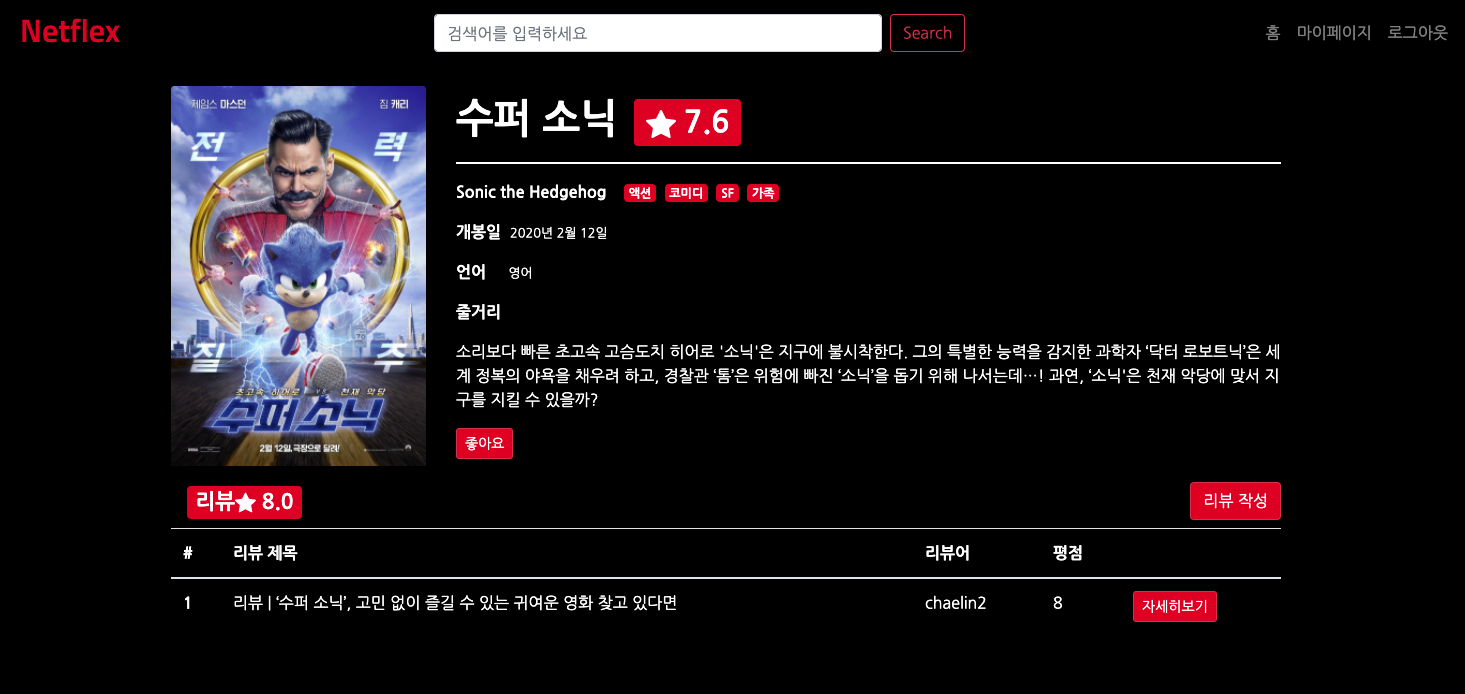 Netflex
검색어를 입력하세요
Search
홈 마이페이지 로그아웃
제임스 마스던 짐 캐리
전 력
질 주
초고속 히어로 VS 천재 악당
수퍼 소닉
2월 12일, 극장으로 달려!
수퍼 소닉 ★ 7.6
Sonic the Hedgehog 액션 코미디 SF 가족
개봉일 2020년 2월 12일
언어 영어
줄거리
소리보다 빠른 초고속 고슴도치 히어로 '소닉'은 지구에 불시착한다. 그의 특별한 능력을 감지한 과학자 ‘닥터 로보트닉’은 세
계 정복의 야욕을 채우려 하고, 경찰관 ‘톰’은 위험에 빠진 ‘소닉’을 돕기 위해 나서는데…! 과연, ‘소닉'은 천재 악당에 맞서 지
구를 지킬 수 있을까?
좋아요
리뷰★ 8.0
리뷰 작성
# 리뷰 제목 리뷰어 평점
1 리뷰 | ‘수퍼 소닉’, 고민 없이 즐길 수 있는 귀여운 영화 찾고 있다면 chaelin2 8 자세히보기